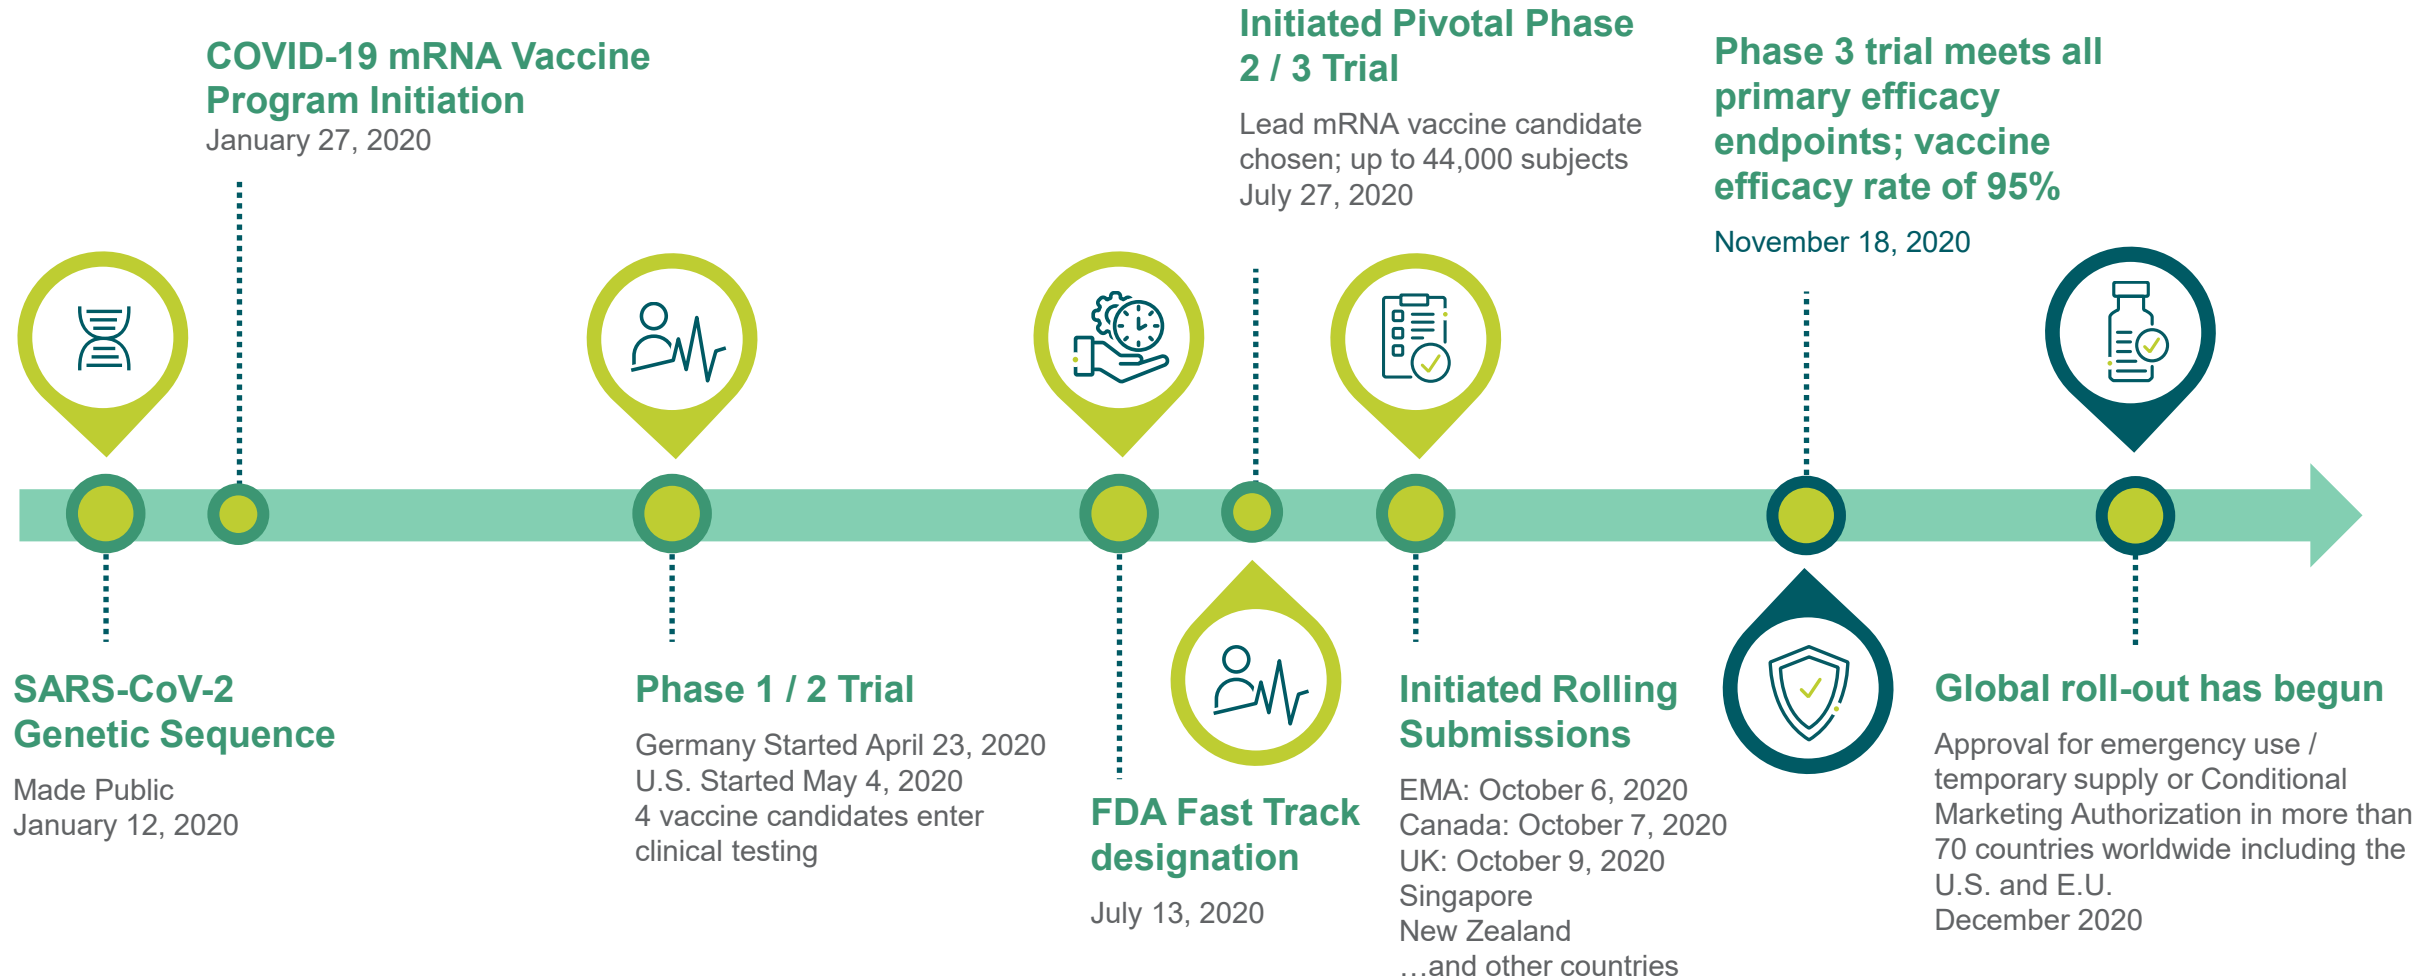 COVID-19 mRNA Vaccine
Program Initiation
January 27, 2020
Initiated Pivotal Phase
2 / 3 Trial
Lead mRNA vaccine candidate
chosen; up to 44,000 subjects
July 27, 2020
Phase 3 trial meets all
primary efficacy
endpoints; vaccine
efficacy rate of 95%
November 18, 2020
SARS-CoV-2
Genetic Sequence
Made Public
January 12, 2020
Phase 1 / 2 Trial
Germany Started April 23, 2020
U.S. Started May 4, 2020
4 vaccine candidates enter
clinical testing
FDA Fast Track
designation
July 13, 2020
Initiated Rolling
Submissions
EMA: October 6, 2020
Canada: October 7, 2020
UK: October 9, 2020
Singapore
New Zealand
…and other countries
Global roll-out has begun
Approval for emergency use /
temporary supply or Conditional
Marketing Authorization in more than
70 countries worldwide including the
U.S. and E.U.
December 2020